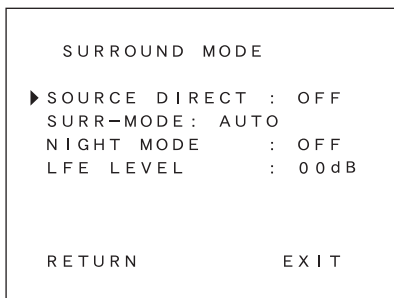 SURROUND MODE
SOURCE DIRECT : OFF
SURR-MODE: AUTO
NIGHT MODE : OFF
LFE LEVEL : 00dB
RETURN EXIT